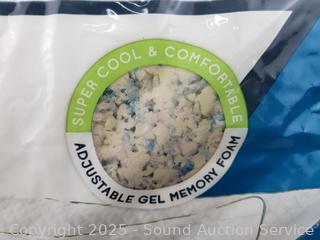 SUPER COOL & COMFORTABLE
ADJUSTABLE GEL MEMORY FOAM
Copyright 2025 - Sound Auction Service